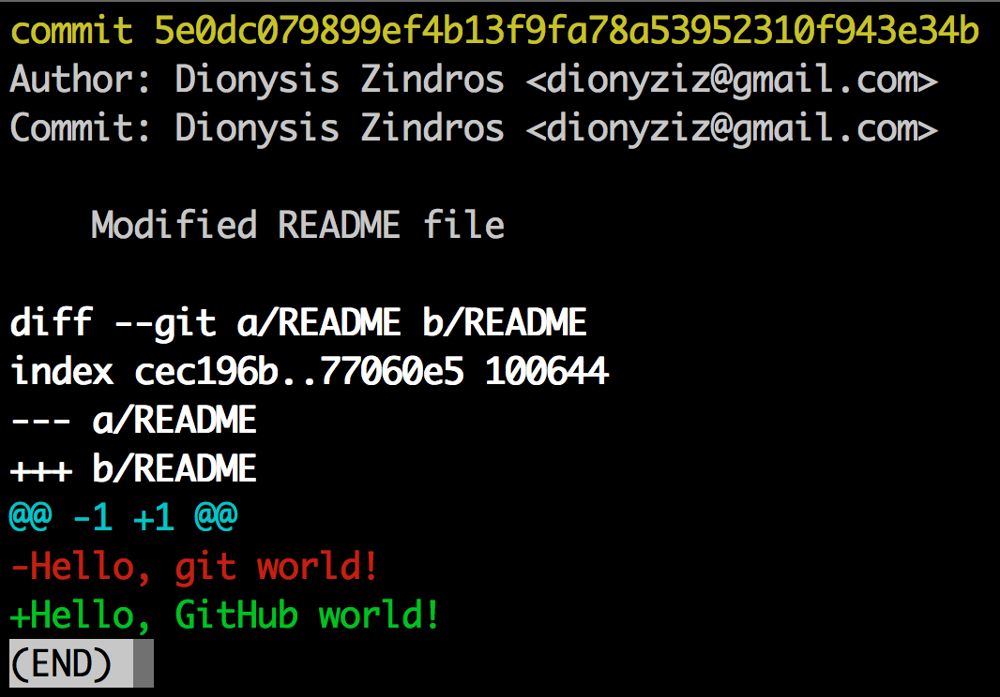 commit 5e0dc079899ef4b13f9fa78a53952310f943e34b
Author: Dionysis Zindros <dionyziz@gmail.com>
Commit: Dionysis Zindros <dionyziz@gmail.com>
Modified README file
diff --git a/README b/README
index cec196b..77060e5 100644
--- a/README
+++ b/README
@@ -1 +1 @@
-Hello, git world!
+Hello, GitHub world!
(END)